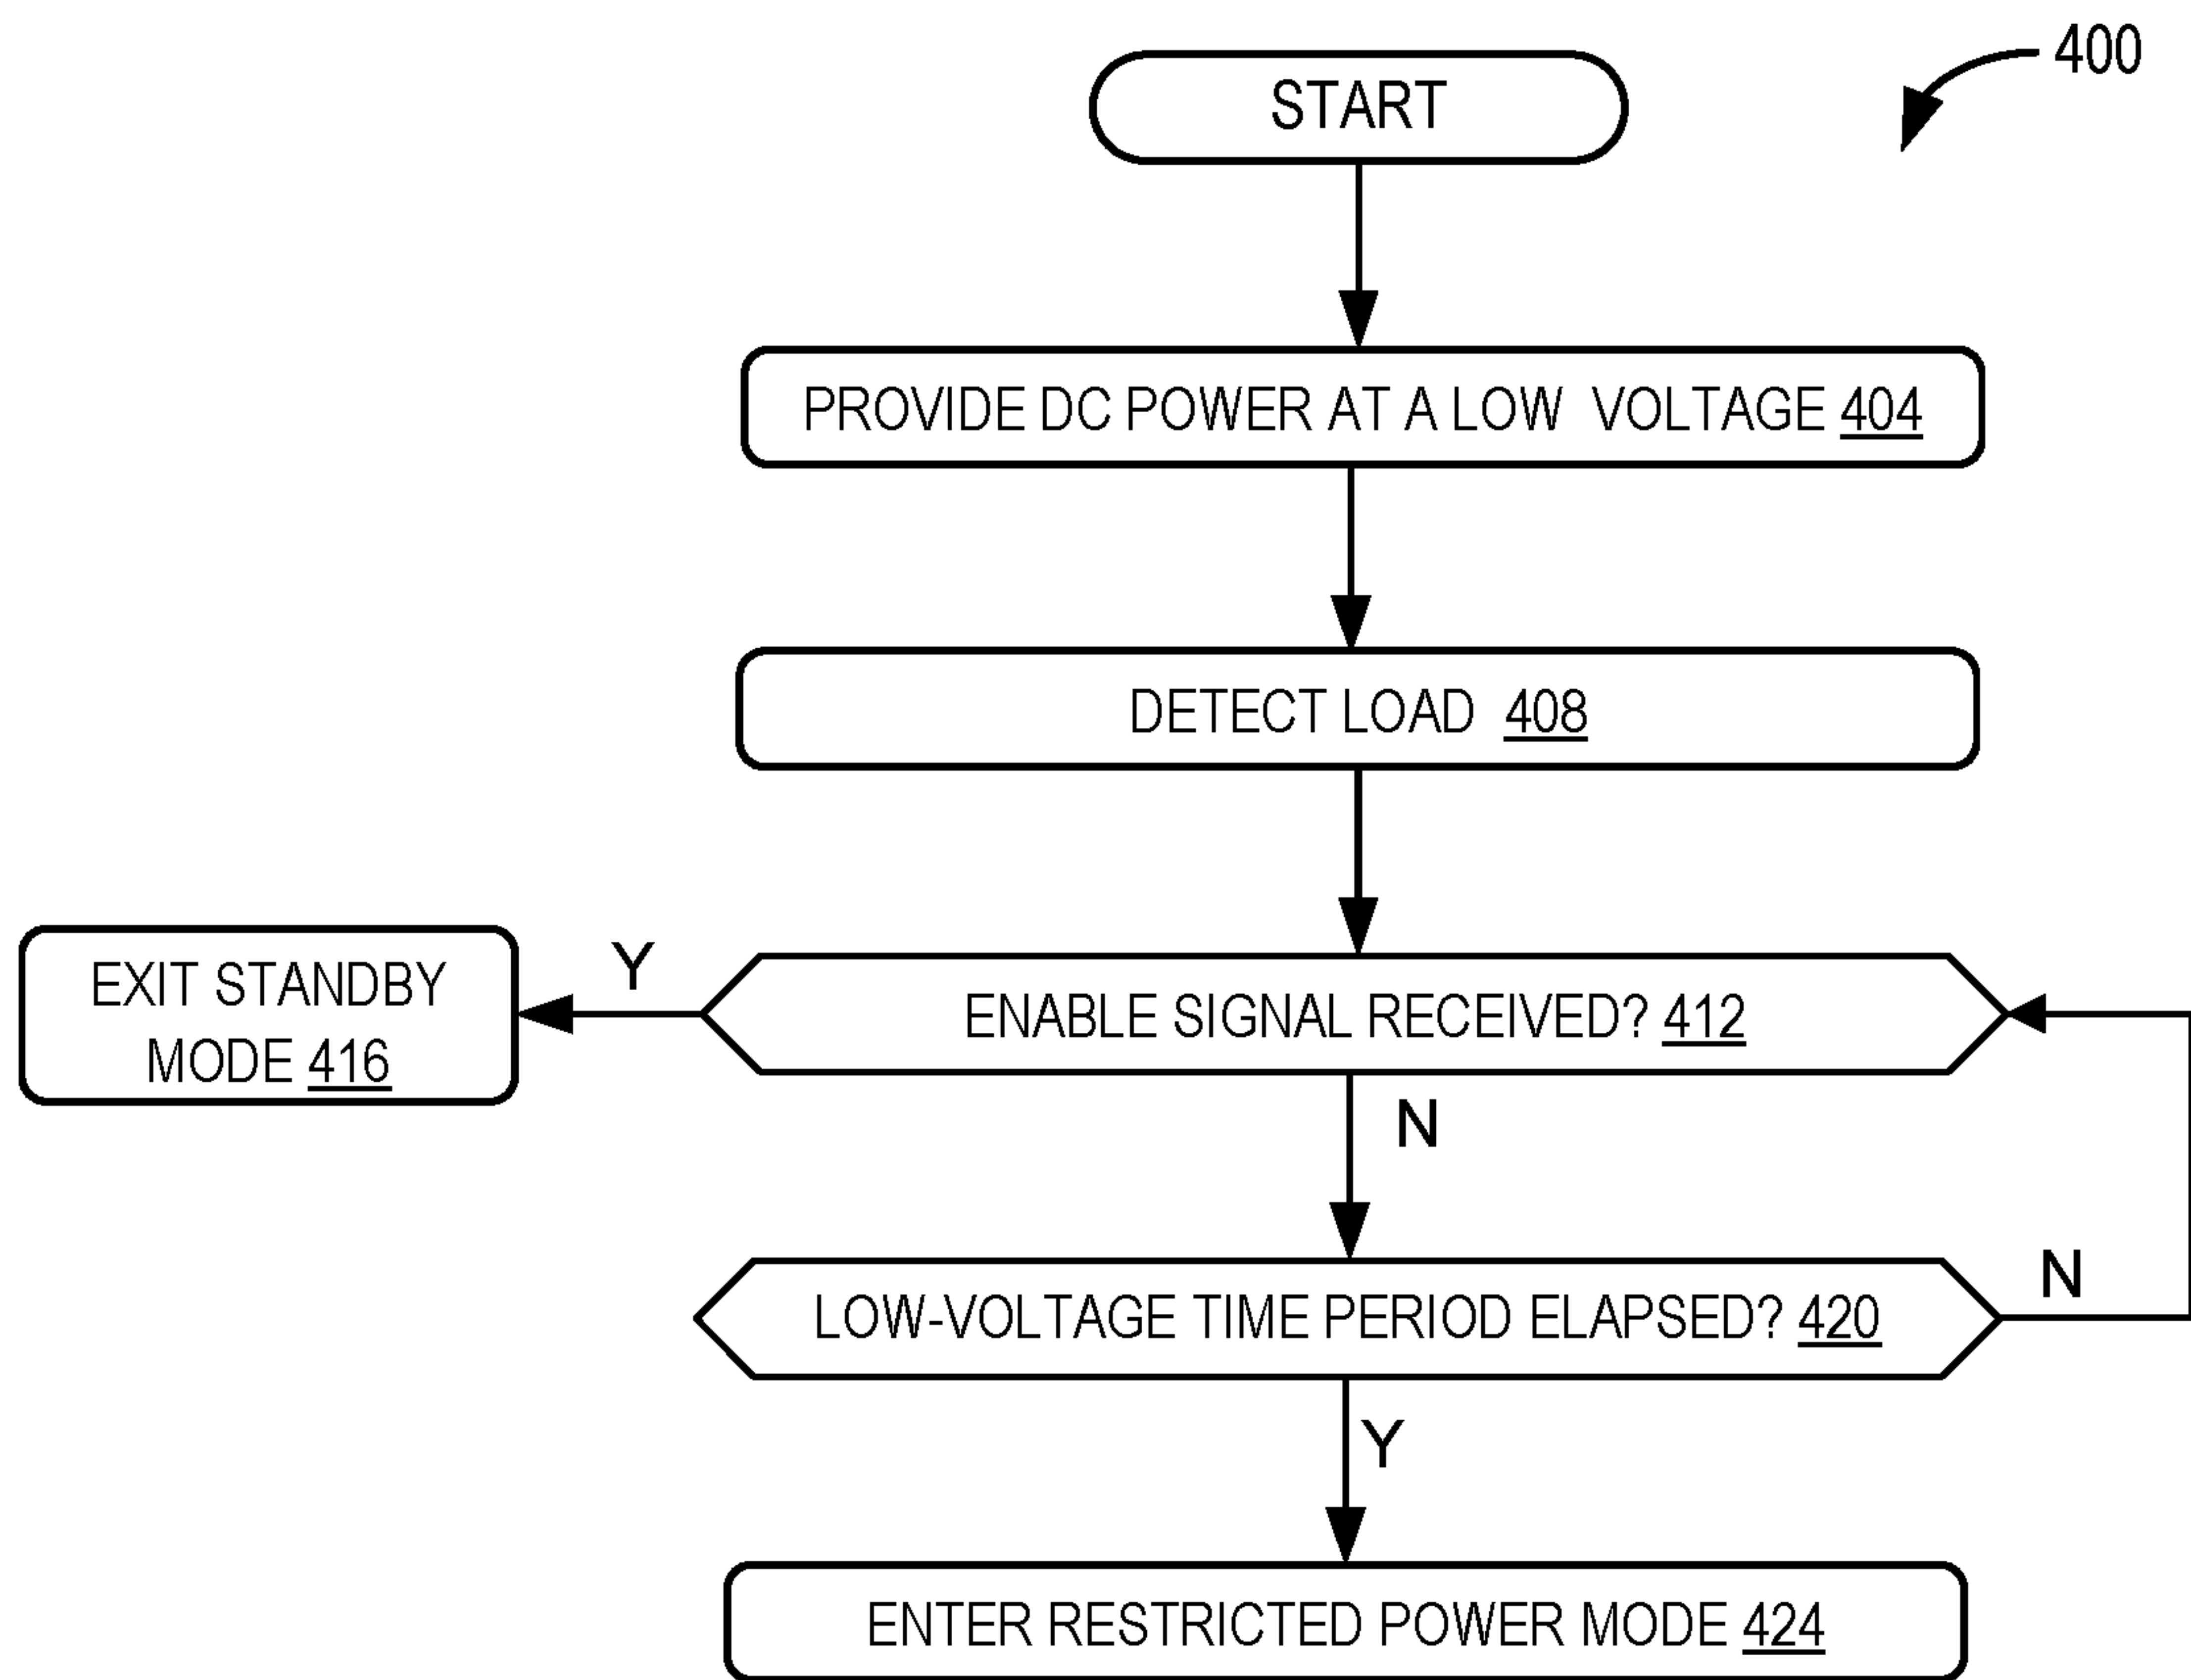 400
START
PROVIDE DC POWER AT A LOW VOLTAGE 404
DETECT LOAD 408
EXIT STANDBY
MODE 416
Y
ENABLE SIGNAL RECEIVED? 412
N
LOW-VOLTAGE TIME PERIOD ELAPSED? 420
N
Y
ENTER RESTRICTED POWER MODE 424